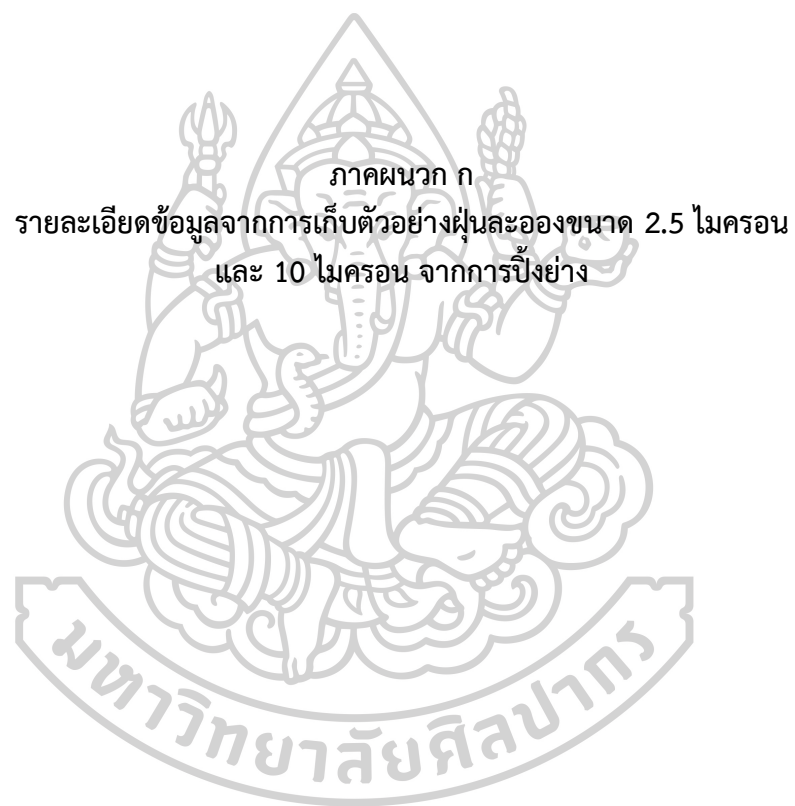 ภาคผนวก ก
รายละเอียดข้อมูลจากการเก็บตัวอย่างฝุ่นละอองขนาด 2.5 ไมครอน
และ 10 ไมครอน จากการปิ้งย่าง
มหาวิทยาลัยศิลปากร